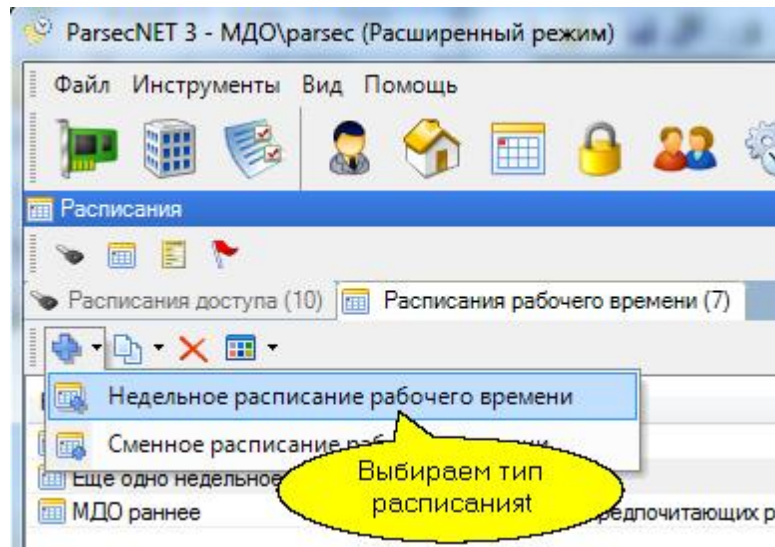 ParsecNET 3 - МДО\parsec (Расширенный режим)
Файл Инструменты Вид Помощь
Расписания
Расписания доступа (10) Расписания рабочего времени (7)
Недельное расписание рабочего времени
Сменное расписание
Еще одно недельное
Выбираем тип
расписанияt
МДО раннее